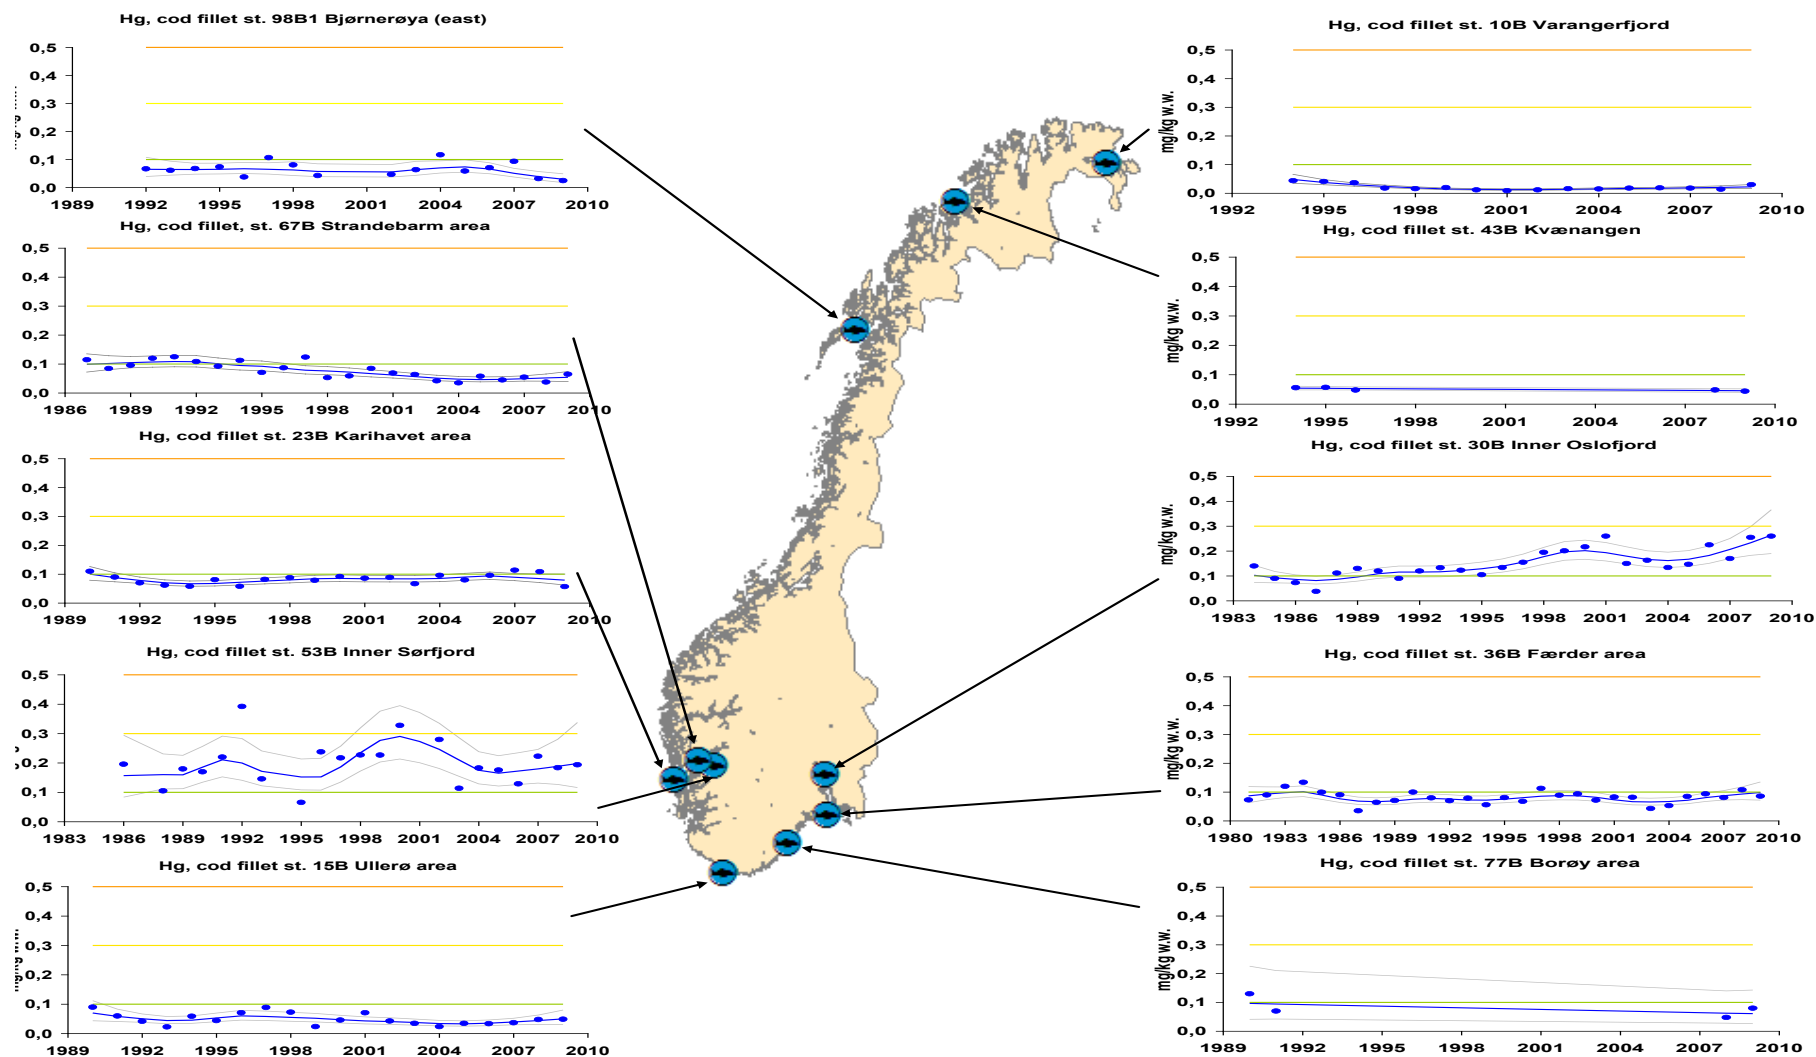 Hg, cod fillet st. 98B1 Bjørnerøya (east)
0,5
0,4
0,3
0,2
0,1
0,0
1989 1992 1995 1998 2001 2004 2007 2010
Hg, cod fillet, st. 67B Strandebarm area
0,5
0,4
0,3
0,2
0,1
0,0
1986 1989 1992 1995 1998 2001 2004 2007 2010
Hg, cod fillet st. 23B Karihavet area
0,5
0,4
0,3
0,2
0,1
0,0
1989 1992 1995 1998 2001 2004 2007 2010
Hg, cod fillet st. 53B Inner Sørfjord
0,5
0,4
0,3
0,2
0,1
0,0
1983 1986 1989 1992 1995 1998 2001 2004 2007 2010
Hg, cod fillet st. 15B Ullerø area
0,5
0,4
0,3
0,2
0,1
0,0
1989 1992 1995 1998 2001 2004 2007 2010
Hg, cod fillet st. 10B Varangerfjord
mg/kg w.w.
0,5
0,4
0,3
0,2
0,1
0,0
1992 1995 1998 2001 2004 2007 2010
Hg, cod fillet st. 43B Kvænangen
mg/kg w.w.
0,5
0,4
0,3
0,2
0,1
0,0
1992 1995 1998 2001 2004 2007 2010
Hg, cod fillet st. 30B Inner Oslofjord
mg/kg w.w.
0,5
0,4
0,3
0,2
0,1
0,0
1983 1986 1989 1992 1995 1998 2001 2004 2007 2010
Hg, cod fillet st. 36B Færder area
mg/kg w.w.
0,5
0,4
0,3
0,2
0,1
0,0
1980 1983 1986 1989 1992 1995 1998 2001 2004 2007 2010
Hg, cod fillet st. 77B Borøy area
mg/kg w.w.
0,5
0,4
0,3
0,2
0,1
0,0
1989 1992 1995 1998 2001 2004 2007 2010